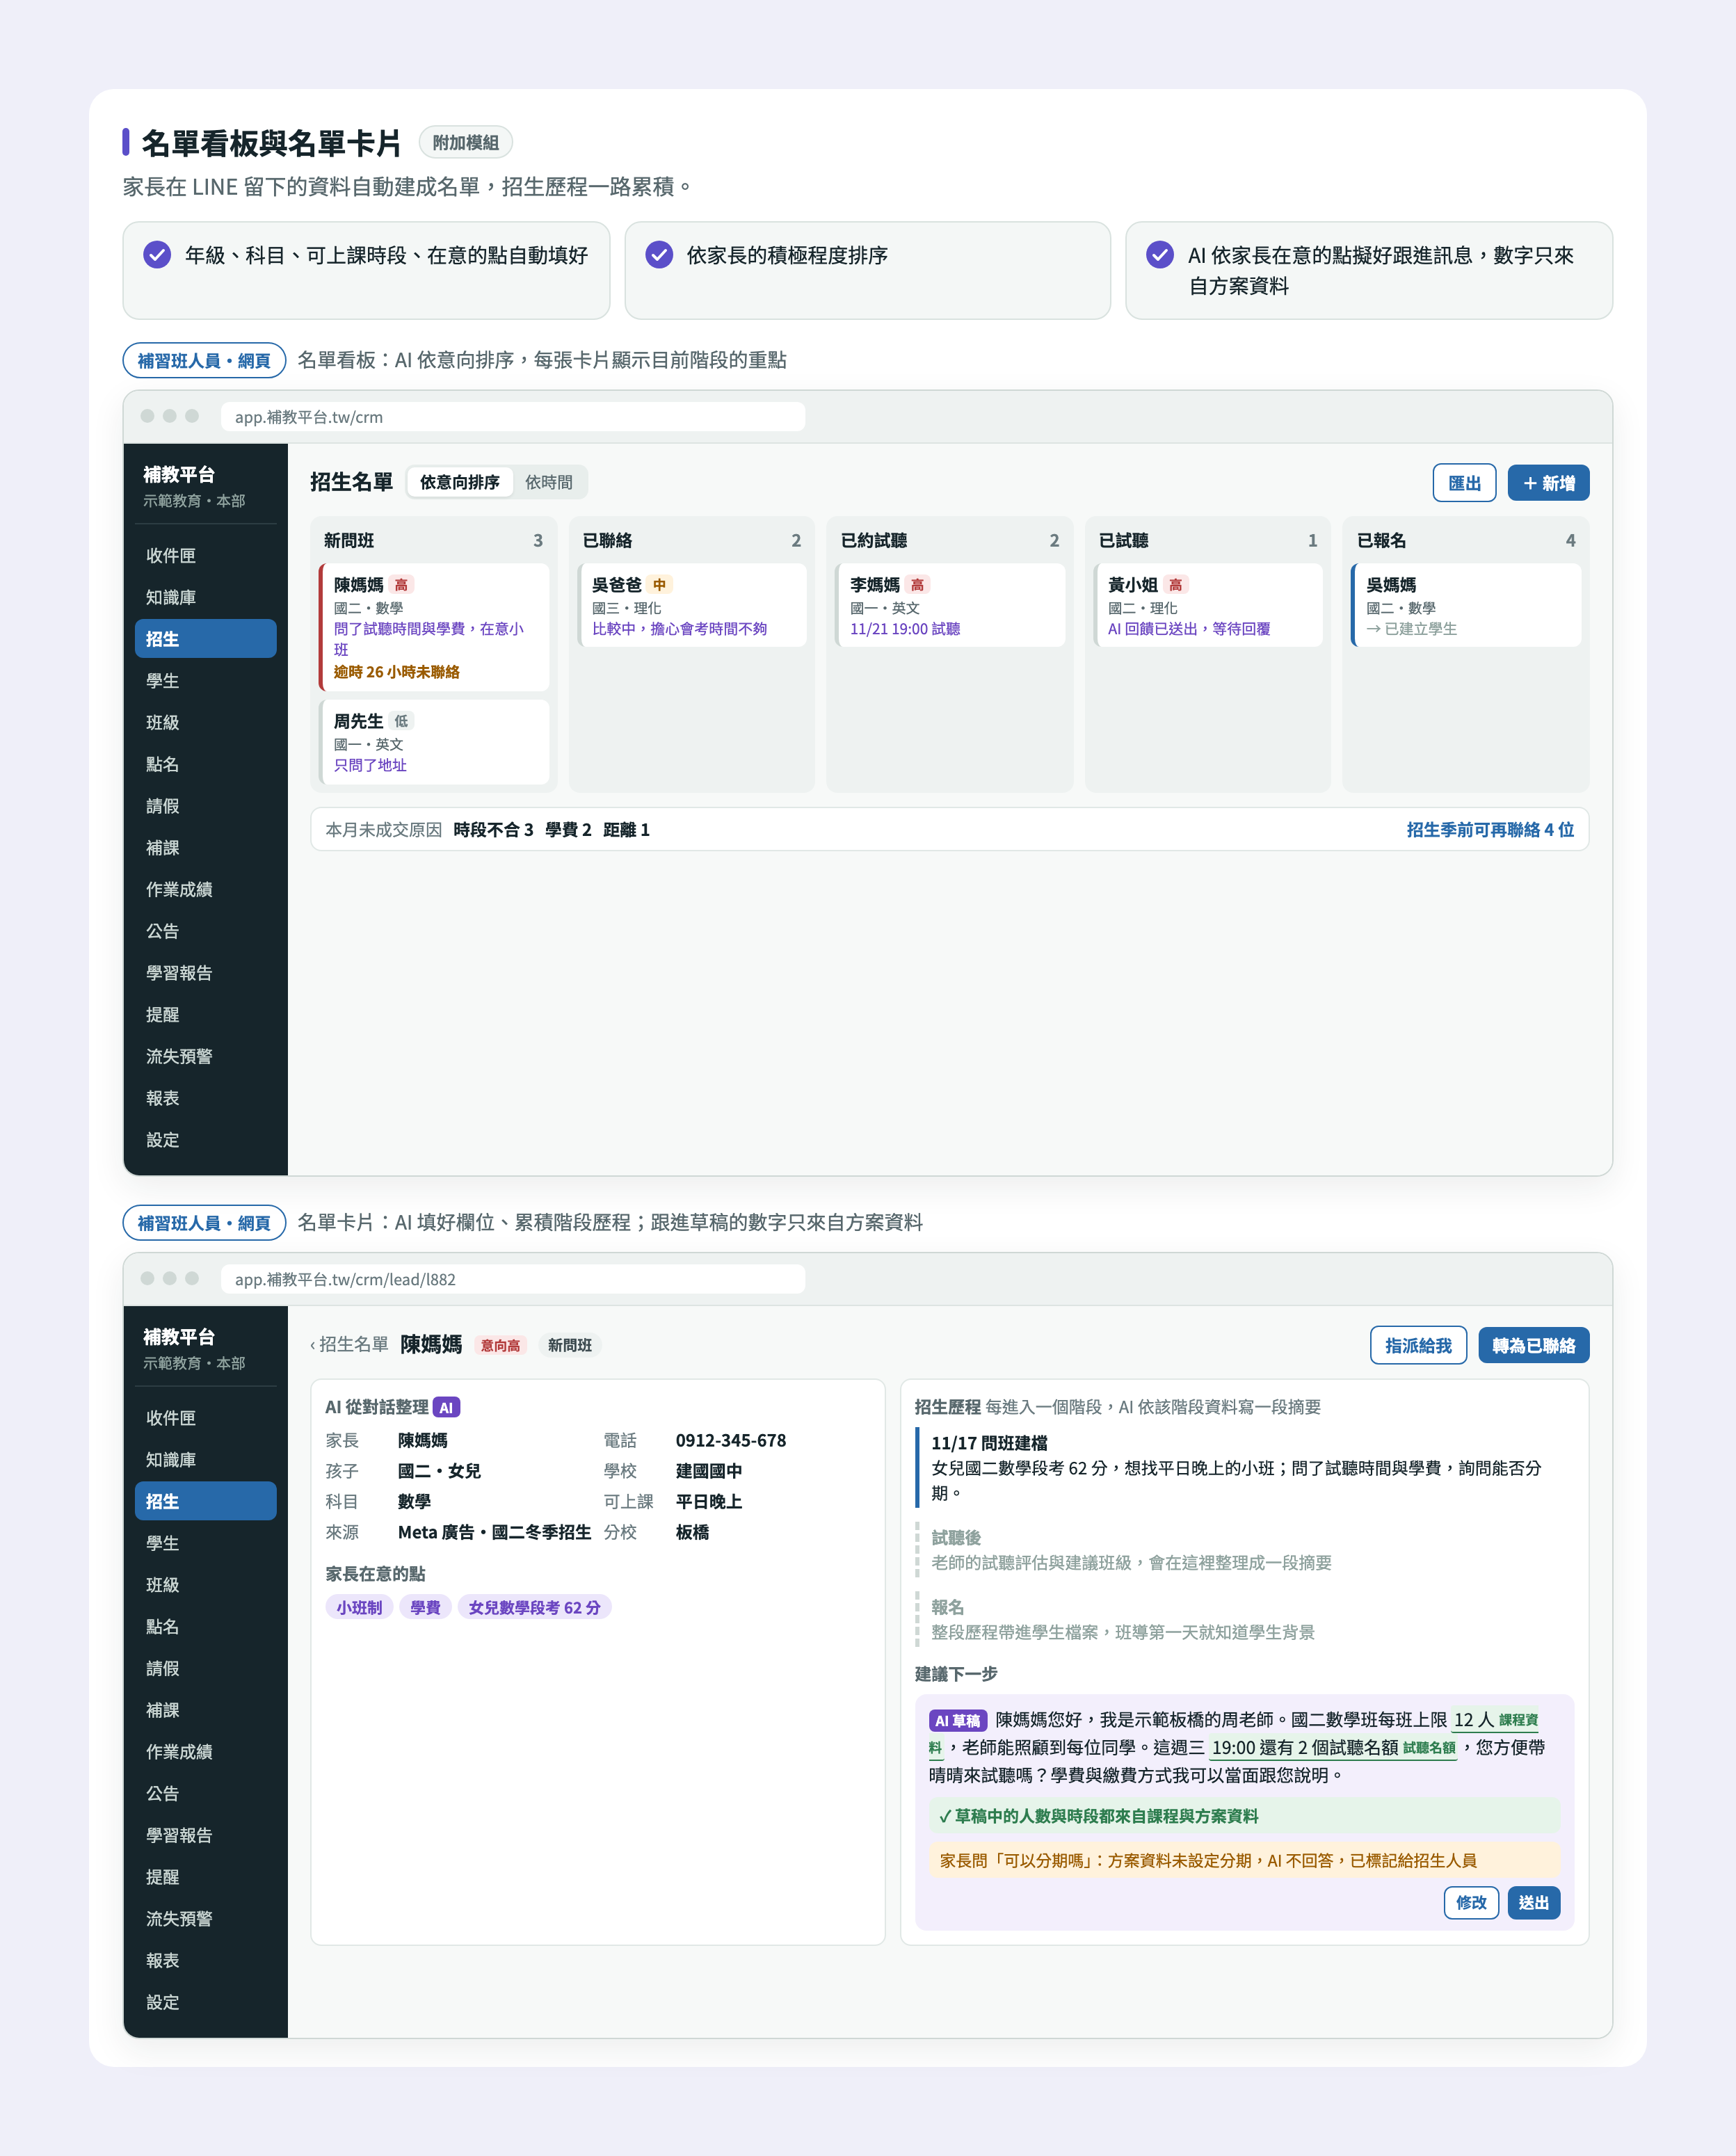 名單看板與名單卡片 附加模組
家長在 LINE 留下的資料自動建成名單，招生歷程一路累積。
年級、科目、可上課時段、在意的點自動填好
依家長的積極程度排序
AI 依家長在意的點擬好跟進訊息，數字只來
自方案資料
補習班人員・網頁 名單看板：AI 依意向排序，每張卡片顯示目前階段的重點
app.補教平台.tw/crm
補教平台
示範教育・本部
收件匣
知識庫
招生
學生
班級
點名
請假
補課
作業成績
公告
學習報告
提醒
流失預警
報表
設定
招生名單 依意向排序 依時間 匯出 ＋ 新增
新問班 3
陳媽媽 高
國二・數學
問了試聽時間與學費，在意小
班
逾時 26 小時未聯絡
周先生 低
國一・英文
只問了地址
已聯絡 2
吳爸爸 中
國三・理化
比較中，擔心會考時間不夠
已約試聽 2
李媽媽 高
國一・英文
11/21 19:00 試聽
已試聽 1
黃小姐 高
國二・理化
AI 回饋已送出，等待回覆
已報名 4
吳媽媽
國二・數學
→ 已建立學生
本月未成交原因 時段不合 3 學費 2 距離 1 招生季前可再聯絡 4 位
補習班人員・網頁 名單卡片：AI 填好欄位、累積階段歷程；跟進草稿的數字只來自方案資料
app.補教平台.tw/crm/lead/l882
補教平台
示範教育・本部
收件匣
知識庫
招生
學生
班級
點名
請假
補課
作業成績
公告
學習報告
提醒
流失預警
報表
設定
‹ 招生名單 陳媽媽 意向高 新問班 指派給我 轉為已聯絡
AI 從對話整理 AI
家長 陳媽媽 電話 0912-345-678
孩子 國二・女兒 學校 建國國中
科目 數學 可上課 平日晚上
來源 Meta 廣告・國二冬季招生 分校 板橋
家長在意的點
小班制 學費 女兒數學段考 62 分
招生歷程 每進入一個階段，AI 依該階段資料寫一段摘要
11/17 問班建檔
女兒國二數學段考 62 分，想找平日晚上的小班；問了試聽時間與學費，詢問能否分
期。
試聽後
老師的試聽評估與建議班級，會在這裡整理成一段摘要
報名
整段歷程帶進學生檔案，班導第一天就知道學生背景
建議下一步
AI 草稿 陳媽媽您好，我是示範板橋的周老師。國二數學班每班上限 12 人 課程資
料，老師能照顧到每位同學。這週三 19:00 還有 2 個試聽名額 試聽名額，您方便帶
晴晴來試聽嗎？學費與繳費方式我可以當面跟您說明。
✓ 草稿中的人數與時段都來自課程與方案資料
家長問「可以分期嗎」：方案資料未設定分期，AI 不回答，已標記給招生人員
修改 送出